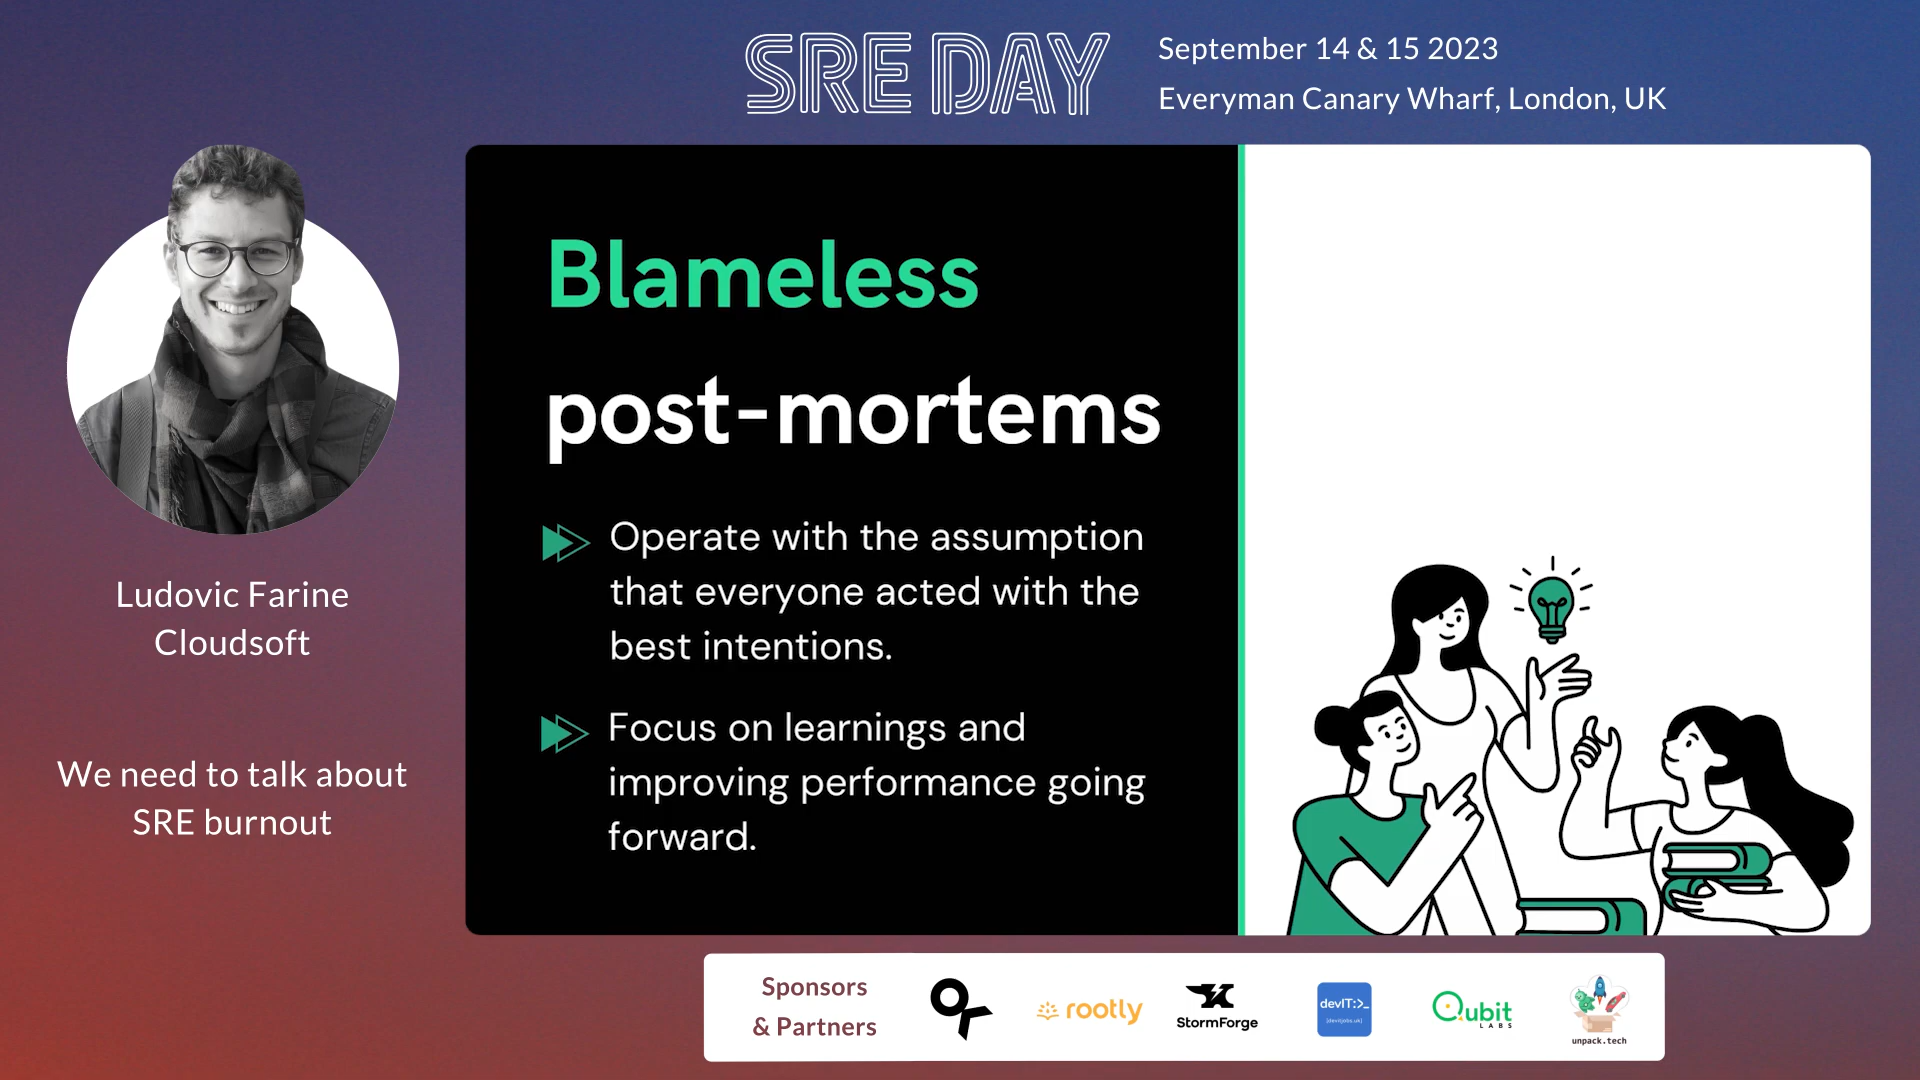 SRE DAY
September 14 & 15 2023
Everyman Canary Wharf, London, UK
Ludovic Farine
Cloudsoft
We need to talk about
SRE burnout
Blameless
post-mortems
Operate with the assumption
that everyone acted with the
best intentions.
Focus on learnings and
improving performance going
forward.
Sponsors
& Partners
rootly
StormForge
devIT:>_
[devitjobs.uk]
Qubit
LABS
unpack.tech